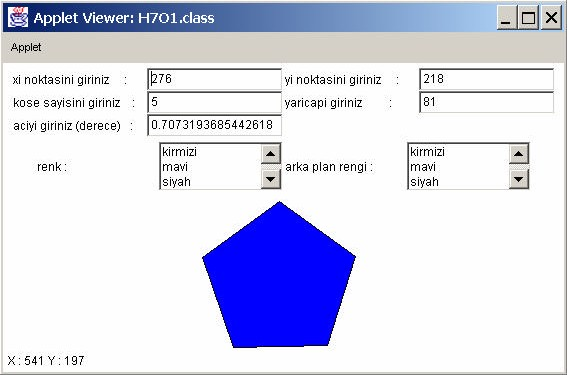 Applet Viewer: H7O1.class
Applet
xi noktasini giriniz : 276 yi noktasini giriniz : 218
kose sayisini giriniz : 5 yaricapi giriniz : 81
aciyi giriniz (derece) : 0.7073193685442618
renk : kirmizi mavi siyah arka plan rengi : kirmizi mavi siyah
X : 541 Y : 197